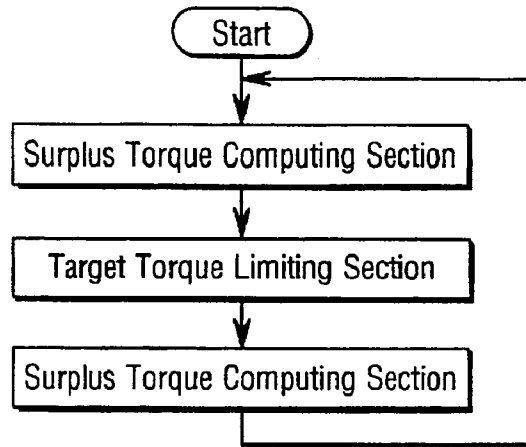 Start
Surplus Torque Computing Section
Target Torque Limiting Section
Surplus Torque Computing Section